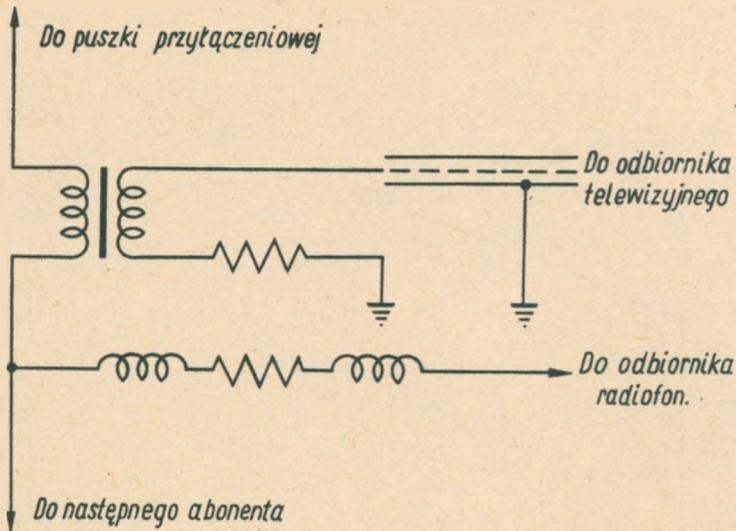 Do puszki przyłączeniowej
Do odbiornika
telewizyjnego
Do odbiornika
radiofon.
Do następnego abonenta